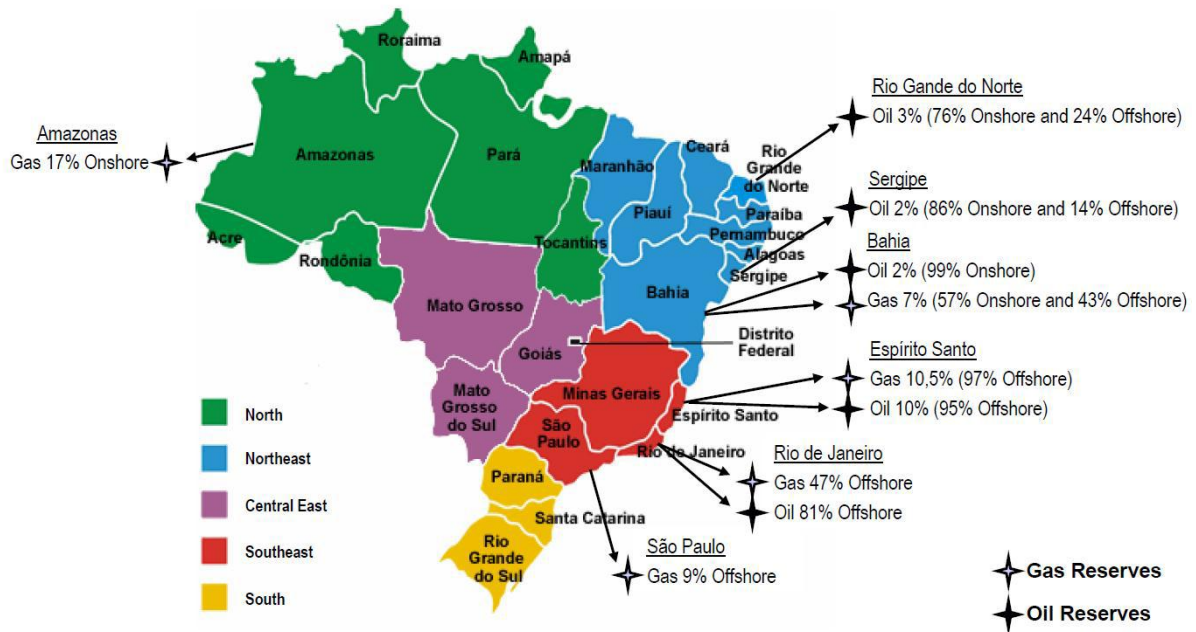 Roraima
Amapá
Amazonas
Gas 17% Onshore
Amazonas
Pará
Acre
Rondônia
Tocantins
Maranhão
Piauí
Ceará
Rio
Grande
do Norte
Paraíba
Pernambuco
Alagoas
Sergipe
Bahia
Mato Grosso
Goiás
Distrito
Federal
Mato
Grosso
do Sul
Minas Gerais
Espírito Santo
São
Paulo
Rio de Janeiro
Paraná
Santa Catarina
Rio
Grande
do Sul
Rio Gande do Norte
Oil 3% (76% Onshore and 24% Offshore)
Sergipe
Oil 2% (86% Onshore and 14% Offshore)
Bahia
Oil 2% (99% Onshore)
Gas 7% (57% Onshore and 43% Offshore)
Espírito Santo
Gas 10,5% (97% Offshore)
Oil 10% (95% Offshore)
Rio de Janeiro
Gas 47% Offshore
Oil 81% Offshore
São Paulo
Gas 9% Offshore
North
Northeast
Central East
Southeast
South
Gas Reserves
Oil Reserves